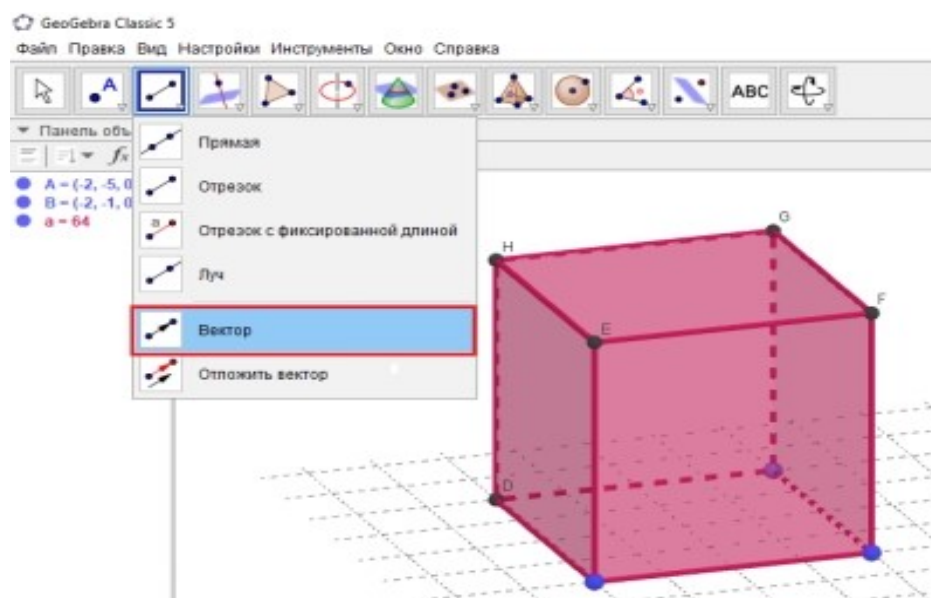 GeoGebra Classic 5
Файл Правка Вид Настройки Инструменты Окно Справка
A
ABC
Панель объ
fx
A = (-2, -5, 0
B = (-2, -1, 0
a = 64
Прямая
Отрезок
a
Отрезок с фиксированной длиной
Луч
Вектор
Отложить вектор
G
H
F
E
D